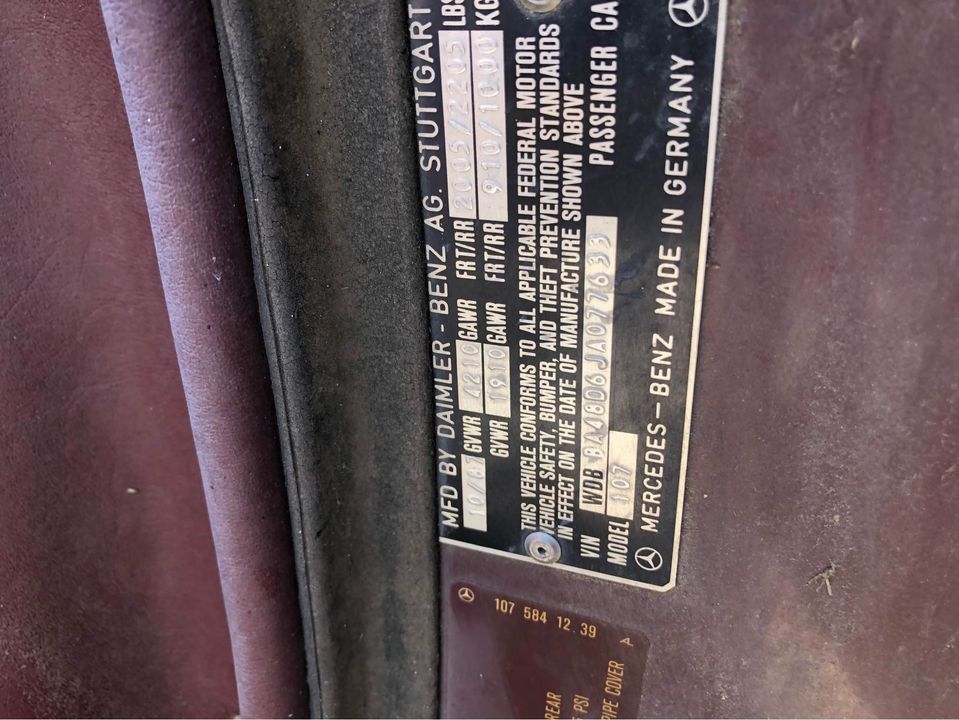 MFD BY DAIMLER - BENZ AG. STUTTGART
10/87 GVWR 4210 GAWR FRT/RR 2005/2205 LBS
GVWR 1910 GAWR FRT/RR 910/1000 KG
THIS VEHICLE CONFORMS TO ALL APPLICABLE FEDERAL MOTOR
VEHICLE SAFETY, BUMPER, AND THEFT PREVENTION STANDARDS
IN EFFECT ON THE DATE OF MANUFACTURE SHOWN ABOVE
VIN WDB BA48D6JA077633 PASSENGER CA
MODEL 107
MERCEDES-BENZ MADE IN GERMANY
107 584 12 39 A
REAR
PSI
PIPE COVER